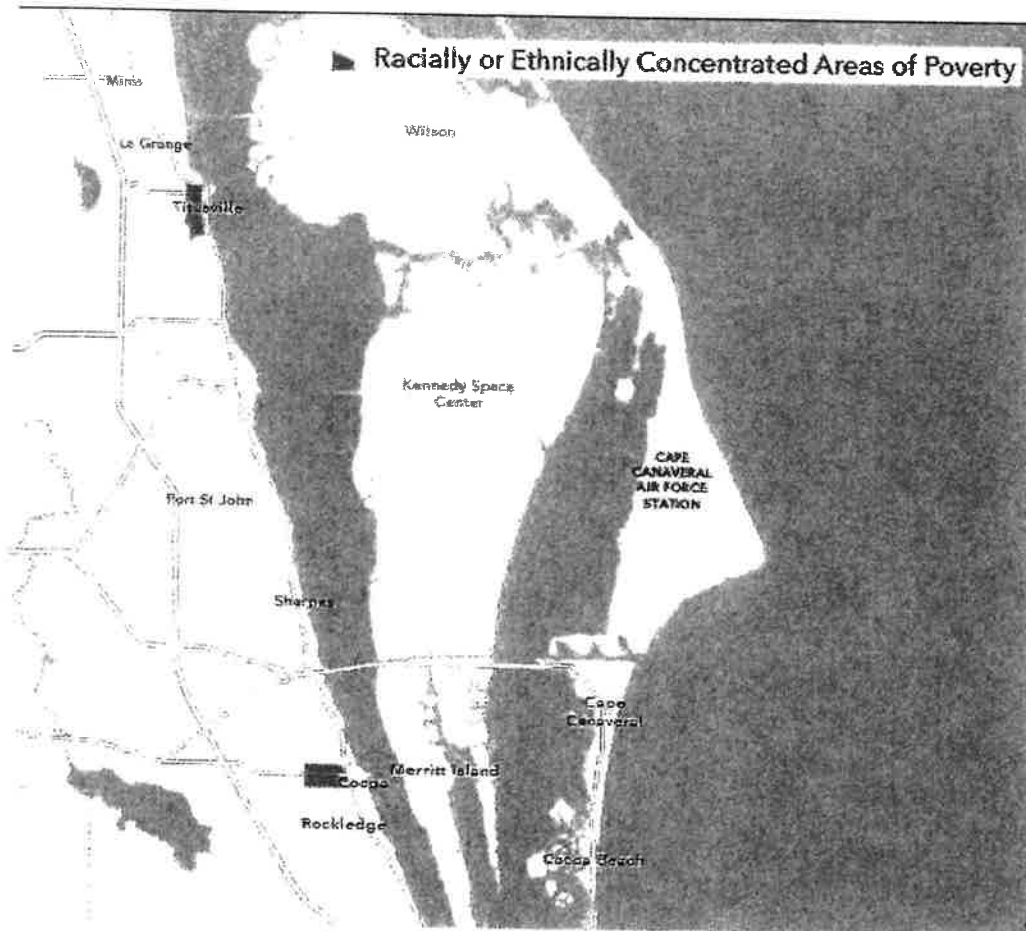 Racially or Ethnically Concentrated Areas of Poverty
Mims
Wilson
La Grange
Titusville
Kennedy Space
Center
CAPE
CANAVERAL
AIR FORCE
STATION
Port St John
Sharpes
Cape
Canaveral
Merritt Island
Cocoa
Rockledge
Cocoa Beach